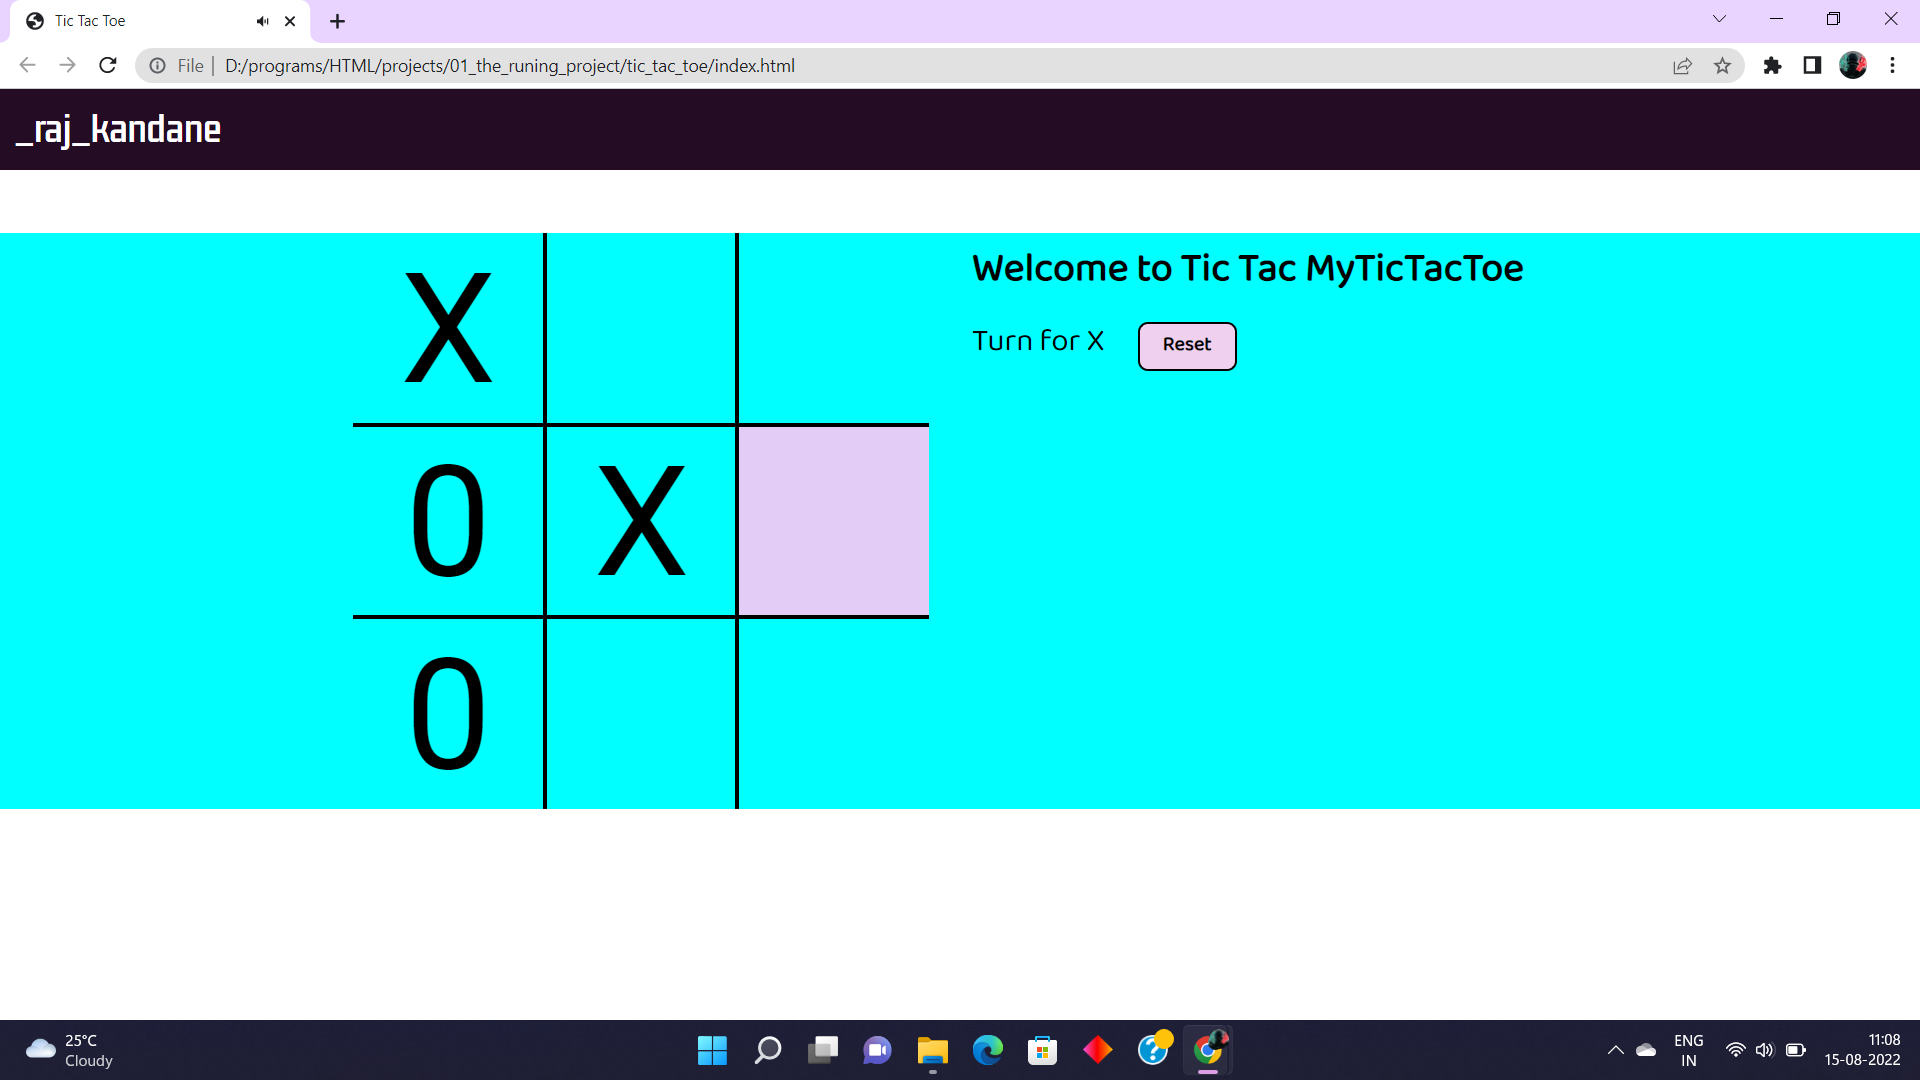 Tic Tac Toe
File | D:/programs/HTML/projects/01_the_runing_project/tic_tac_toe/index.html
_raj_kandane
Welcome to Tic Tac MyTicTacToe
Turn for X Reset
X
0 X
0
25°C
Cloudy
ENG
IN
11:08
15-08-2022